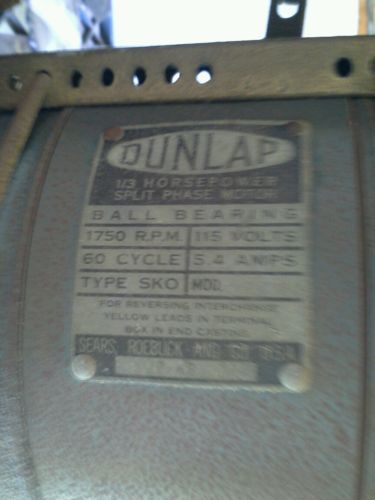 DUNLAP
1/3 HORSEPOWER
SPLIT PHASE MOTOR
BALL BEARING
1750 R.P.M. 115 VOLTS
60 CYCLE 5.4 AMPS
TYPE SKO MOD.
FOR REVERSING INTERCHANGE
YELLOW LEADS IN TERMINAL
BOX IN END CASTING
SEARS, ROEBUCK AND CO. U.S.A.